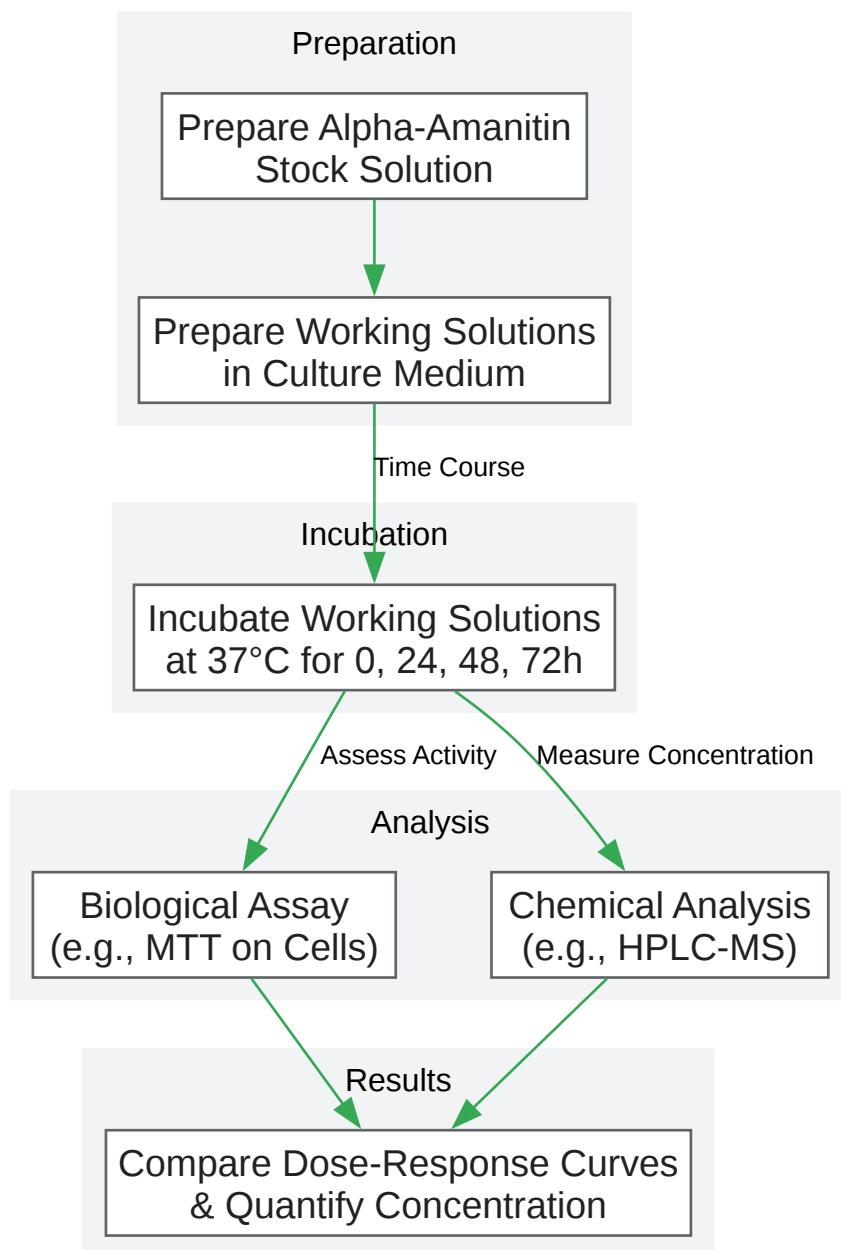 Preparation
Prepare Alpha-Amanitin
Stock Solution
Prepare Working Solutions
in Culture Medium
Time Course
Incubation
Incubate Working Solutions
at 37°C for 0, 24, 48, 72h
Assess Activity
Measure Concentration
Analysis
Biological Assay
(e.g., MTT on Cells)
Chemical Analysis
(e.g., HPLC-MS)
Results
Compare Dose-Response Curves
& Quantify Concentration